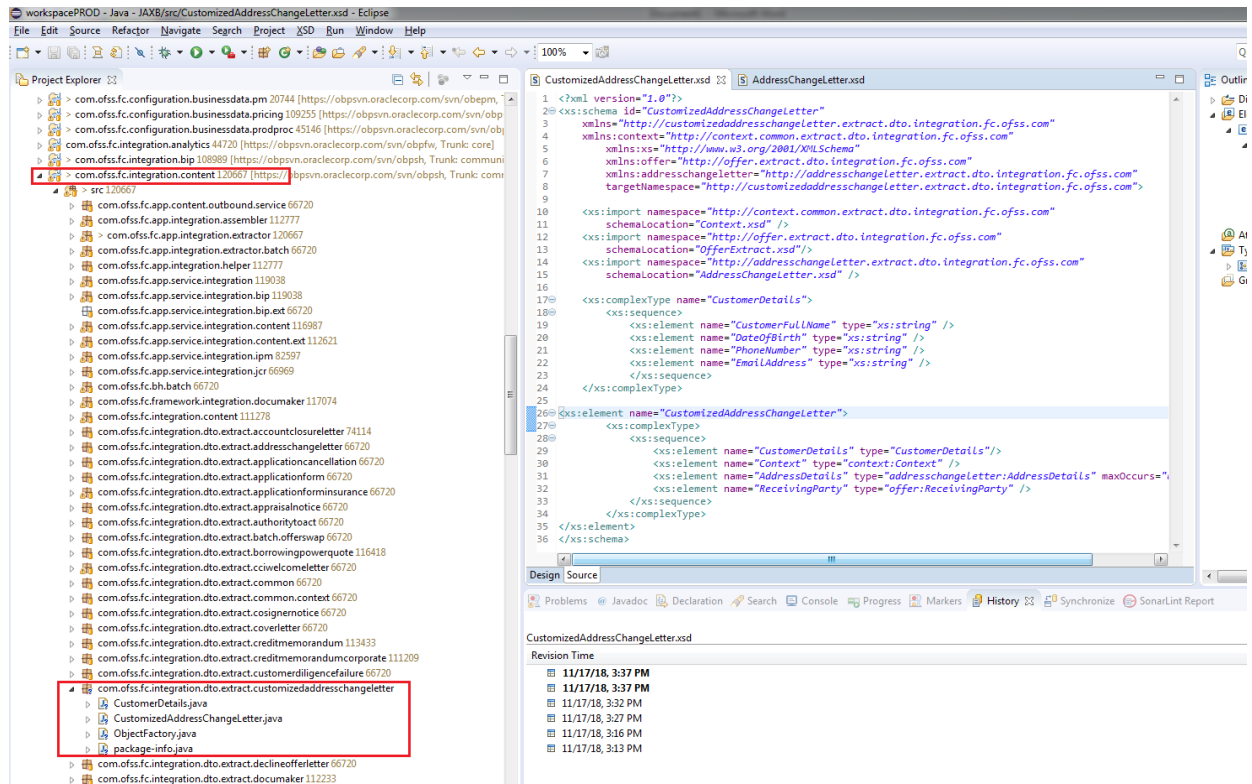 workspacePROD - Java - JAXB/src/CustomizedAddressChangeLetter.xsd - Eclipse
File Edit Source Refactor Navigate Search Project XSD Run Window Help
100%
Project Explorer
> com.ofss.fc.configuration.businessdata.pm 20744 [https://obpsvn.oraclecorp.com/svn/obepm,
> com.ofss.fc.configuration.businessdata.pricing 109255 [https://obpsvn.oraclecorp.com/svn/obp
> com.ofss.fc.configuration.businessdata.prodproc 45146 [https://obpsvn.oraclecorp.com/svn/obp
com.ofss.fc.integration.analytics 44720 [https://obpsvn.oraclecorp.com/svn/obpfw, Trunk: core]
> com.ofss.fc.integration.bip 108989 [https://obpsvn.oraclecorp.com/svn/obpsh, Trunk: communi
> com.ofss.fc.integration.content 120667 [https://obpsvn.oraclecorp.com/svn/obpsh, Trunk: comm
> src 120667
com.ofss.fc.app.content.outbound.service 66720
com.ofss.fc.app.integration.assembler 112777
> com.ofss.fc.app.integration.extractor 120667
com.ofss.fc.app.integration.extractor.batch 66720
com.ofss.fc.app.integration.helper 112777
com.ofss.fc.app.service.integration 119038
com.ofss.fc.app.service.integration.bip 119038
com.ofss.fc.app.service.integration.bip.ext 66720
com.ofss.fc.app.service.integration.content 116987
com.ofss.fc.app.service.integration.content.ext 112621
com.ofss.fc.app.service.integration.ipm 82597
com.ofss.fc.app.service.integration.jcr 66969
com.ofss.fc.bh.batch 66720
com.ofss.fc.framework.integration.documaker 117074
com.ofss.fc.integration.content 111278
com.ofss.fc.integration.dto.extract.accountclosureletter 74114
com.ofss.fc.integration.dto.extract.addresschangeletter 66720
com.ofss.fc.integration.dto.extract.applicationcancellation 66720
com.ofss.fc.integration.dto.extract.applicationform 66720
com.ofss.fc.integration.dto.extract.applicationforminsurance 66720
com.ofss.fc.integration.dto.extract.appraisalnotice 66720
com.ofss.fc.integration.dto.extract.authoritytoact 66720
com.ofss.fc.integration.dto.extract.batch.offerswap 66720
com.ofss.fc.integration.dto.extract.borrowingpowerquote 116418
com.ofss.fc.integration.dto.extract.cciwelcomeletter 66720
com.ofss.fc.integration.dto.extract.common 66720
com.ofss.fc.integration.dto.extract.common.context 66720
com.ofss.fc.integration.dto.extract.cosignernotice 66720
com.ofss.fc.integration.dto.extract.coverletter 66720
com.ofss.fc.integration.dto.extract.creditmemorandum 113433
com.ofss.fc.integration.dto.extract.creditmemorandumcorporate 111209
com.ofss.fc.integration.dto.extract.customerdiligencefailure 66720
com.ofss.fc.integration.dto.extract.customizedaddresschangeletter
CustomerDetails.java
CustomizedAddressChangeLetter.java
ObjectFactory.java
package-info.java
com.ofss.fc.integration.dto.extract.declineofferletter 66720
com.ofss.fc.integration.dto.extract.documaker 112233
CustomizedAddressChangeLetter.xsd AddressChangeLetter.xsd
1 <?xml version="1.0"?>
2 <xs:schema id="CustomizedAddressChangeLetter"
3 xmlns="http://customizedaddresschangeletter.extract.dto.integration.fc.ofss.com"
4 xmlns:context="http://context.common.extract.dto.integration.fc.ofss.com"
5 xmlns:xs="http://www.w3.org/2001/XMLSchema"
6 xmlns:offer="http://offer.extract.dto.integration.fc.ofss.com"
7 xmlns:addresschangeletter="http://addresschangeletter.extract.dto.integration.fc.ofss.com"
8 targetNamespace="http://customizedaddresschangeletter.extract.dto.integration.fc.ofss.com">
9
10 <xs:import namespace="http://context.common.extract.dto.integration.fc.ofss.com"
11 schemaLocation="Context.xsd" />
12 <xs:import namespace="http://offer.extract.dto.integration.fc.ofss.com"
13 schemaLocation="OfferExtract.xsd"/>
14 <xs:import namespace="http://addresschangeletter.extract.dto.integration.fc.ofss.com"
15 schemaLocation="AddressChangeLetter.xsd" />
16
17 <xs:complexType name="CustomerDetails">
18 <xs:sequence>
19 <xs:element name="CustomerFullName" type="xs:string" />
20 <xs:element name="DateOfBirth" type="xs:string" />
21 <xs:element name="PhoneNumber" type="xs:string" />
22 <xs:element name="EmailAddress" type="xs:string" />
23 </xs:sequence>
24 </xs:complexType>
25
26 <xs:element name="CustomizedAddressChangeLetter">
27 <xs:complexType>
28 <xs:sequence>
29 <xs:element name="CustomerDetails" type="CustomerDetails"/>
30 <xs:element name="Context" type="context:Context" />
31 <xs:element name="AddressDetails" type="addresschangeletter:AddressDetails" maxOccurs="
32 <xs:element name="ReceivingParty" type="offer:ReceivingParty" />
33 </xs:sequence>
34 </xs:complexType>
35 </xs:element>
36 </xs:schema>
Design Source
Problems Javadoc Declaration Search Console Progress Markers History Synchronize SonarLint Report
CustomizedAddressChangeLetter.xsd
Revision Time
11/17/18, 3:37 PM
11/17/18, 3:37 PM
11/17/18, 3:32 PM
11/17/18, 3:27 PM
11/17/18, 3:16 PM
11/17/18, 3:13 PM
Q
Outlin
Di
El
e
At
Ty
Gr